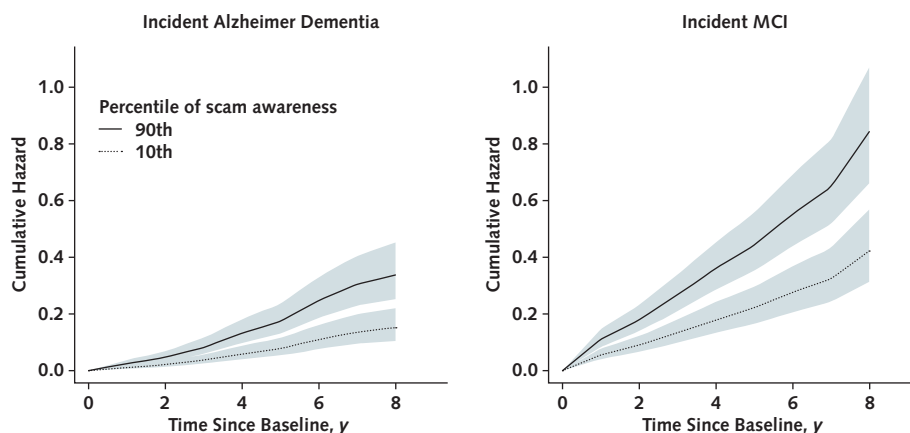 Incident Alzheimer Dementia
Cumulative Hazard
1.0
0.8
0.6
0.4
0.2
0.0
Percentile of scam awareness
90th
10th
0 2 4 6 8
Time Since Baseline, y
Incident MCI
Cumulative Hazard
1.0
0.8
0.6
0.4
0.2
0.0
0 2 4 6 8
Time Since Baseline, y